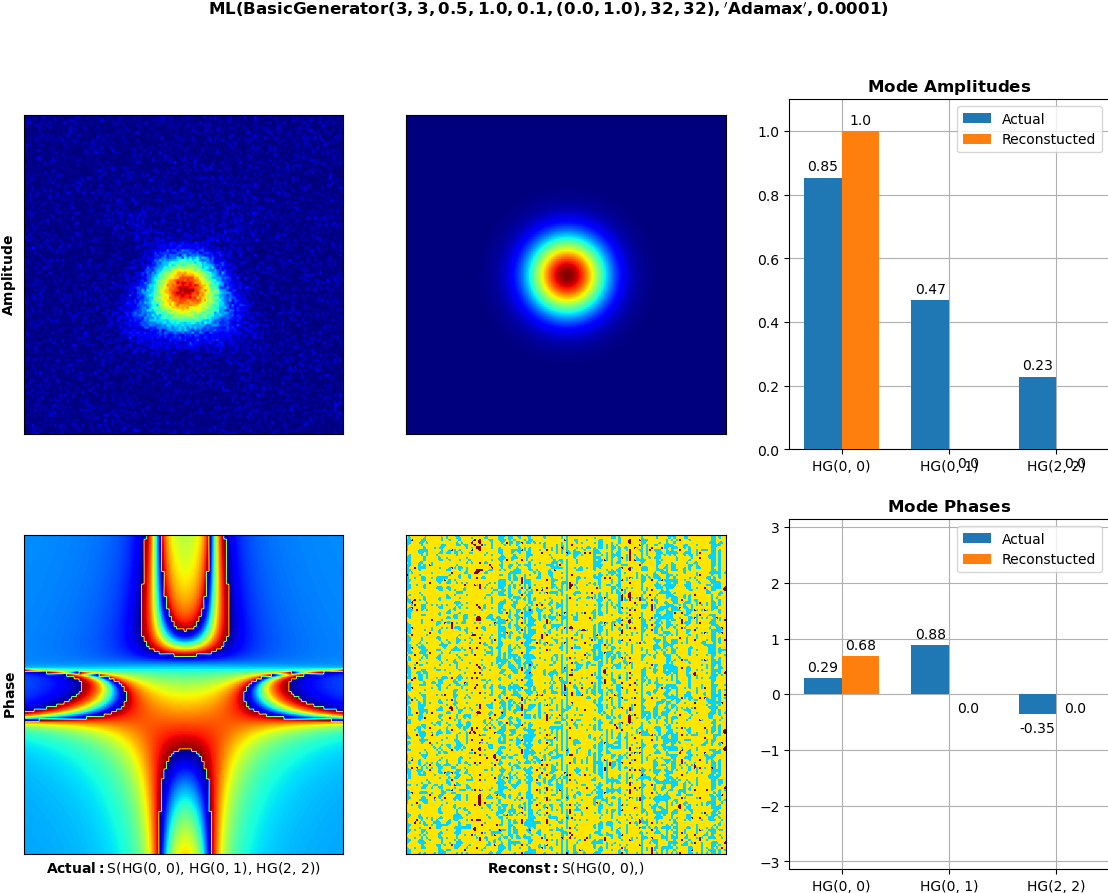 ML(BasicGenerator(3, 3, 0.5, 1.0, 0.1, (0.0, 1.0), 32, 32), ′Adamax′, 0.0001)
Amplitude
Mode Amplitudes
Actual
Reconstucted
1.0
0.8
0.6
0.4
0.2
0.0
0.85
1.0
0.47
0.0
0.23
0.0
HG(0, 0)
HG(0, 1)
HG(2, 2)
Phase
Actual: S(HG(0, 0), HG(0, 1), HG(2, 2))
Reconst: S(HG(0, 0),)
Mode Phases
Actual
Reconstucted
3
2
1
0
−1
−2
−3
0.29
0.68
0.88
0.0
-0.35
0.0
HG(0, 0)
HG(0, 1)
HG(2, 2)